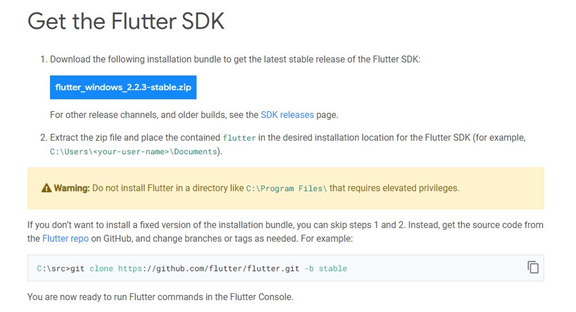 Get the Flutter SDK
1. Download the following installation bundle to get the latest stable release of the Flutter SDK:
flutter_windows_2.2.3-stable.zip
For other release channels, and older builds, see the SDK releases page.
2. Extract the zip file and place the contained flutter in the desired installation location for the Flutter SDK (for example,
C:\Users\<your-user-name>\Documents).
Warning: Do not install Flutter in a directory like C:\Program Files\ that requires elevated privileges.
If you don't want to install a fixed version of the installation bundle, you can skip steps 1 and 2. Instead, get the source code from
the Flutter repo on GitHub, and change branches or tags as needed. For example:
C:\src>git clone https://github.com/flutter/flutter.git -b stable
You are now ready to run Flutter commands in the Flutter Console.